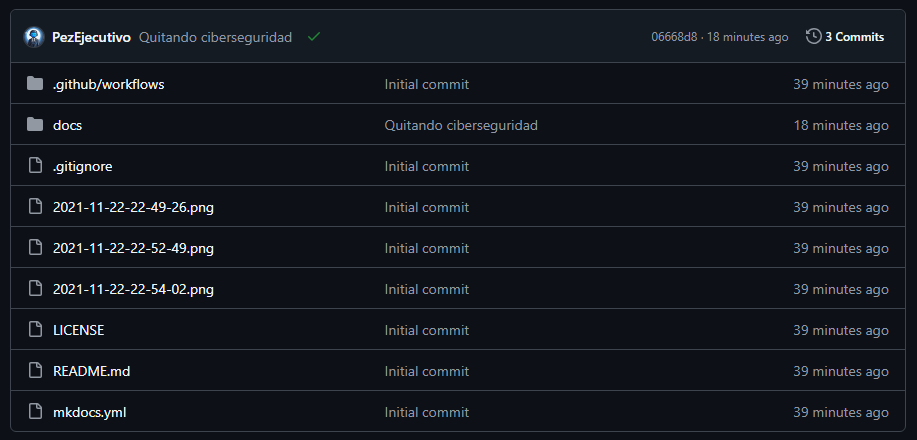 PezEjecutivo Quitando ciberseguridad 06668d8 · 18 minutes ago 3 Commits
.github/workflows Initial commit 39 minutes ago
docs Quitando ciberseguridad 18 minutes ago
.gitignore Initial commit 39 minutes ago
2021-11-22-22-49-26.png Initial commit 39 minutes ago
2021-11-22-22-52-49.png Initial commit 39 minutes ago
2021-11-22-22-54-02.png Initial commit 39 minutes ago
LICENSE Initial commit 39 minutes ago
README.md Initial commit 39 minutes ago
mkdocs.yml Initial commit 39 minutes ago